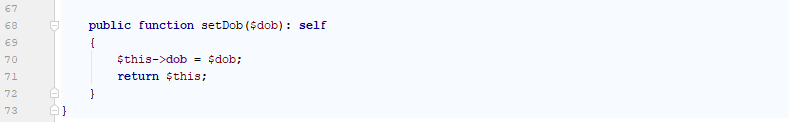 67
68 public function setDob($dob): self
69 {
70 $this->dob = $dob;
71 return $this;
72 }
73 }